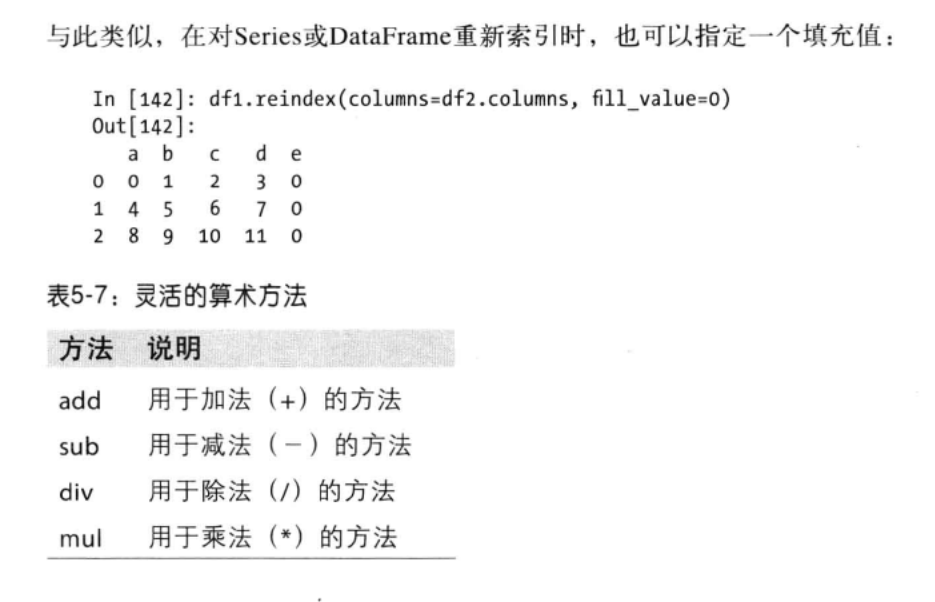 与此类似，在对Series或DataFrame重新索引时，也可以指定一个填充值：
In [142]: df1.reindex(columns=df2.columns, fill_value=0)
Out[142]:
   a  b   c   d  e
0  0  1   2   3  0
1  4  5   6   7  0
2  8  9  10  11  0
表5-7：灵活的算术方法
方法 说明
add 用于加法（+）的方法
sub 用于减法（－）的方法
div 用于除法（/）的方法
mul 用于乘法（*）的方法